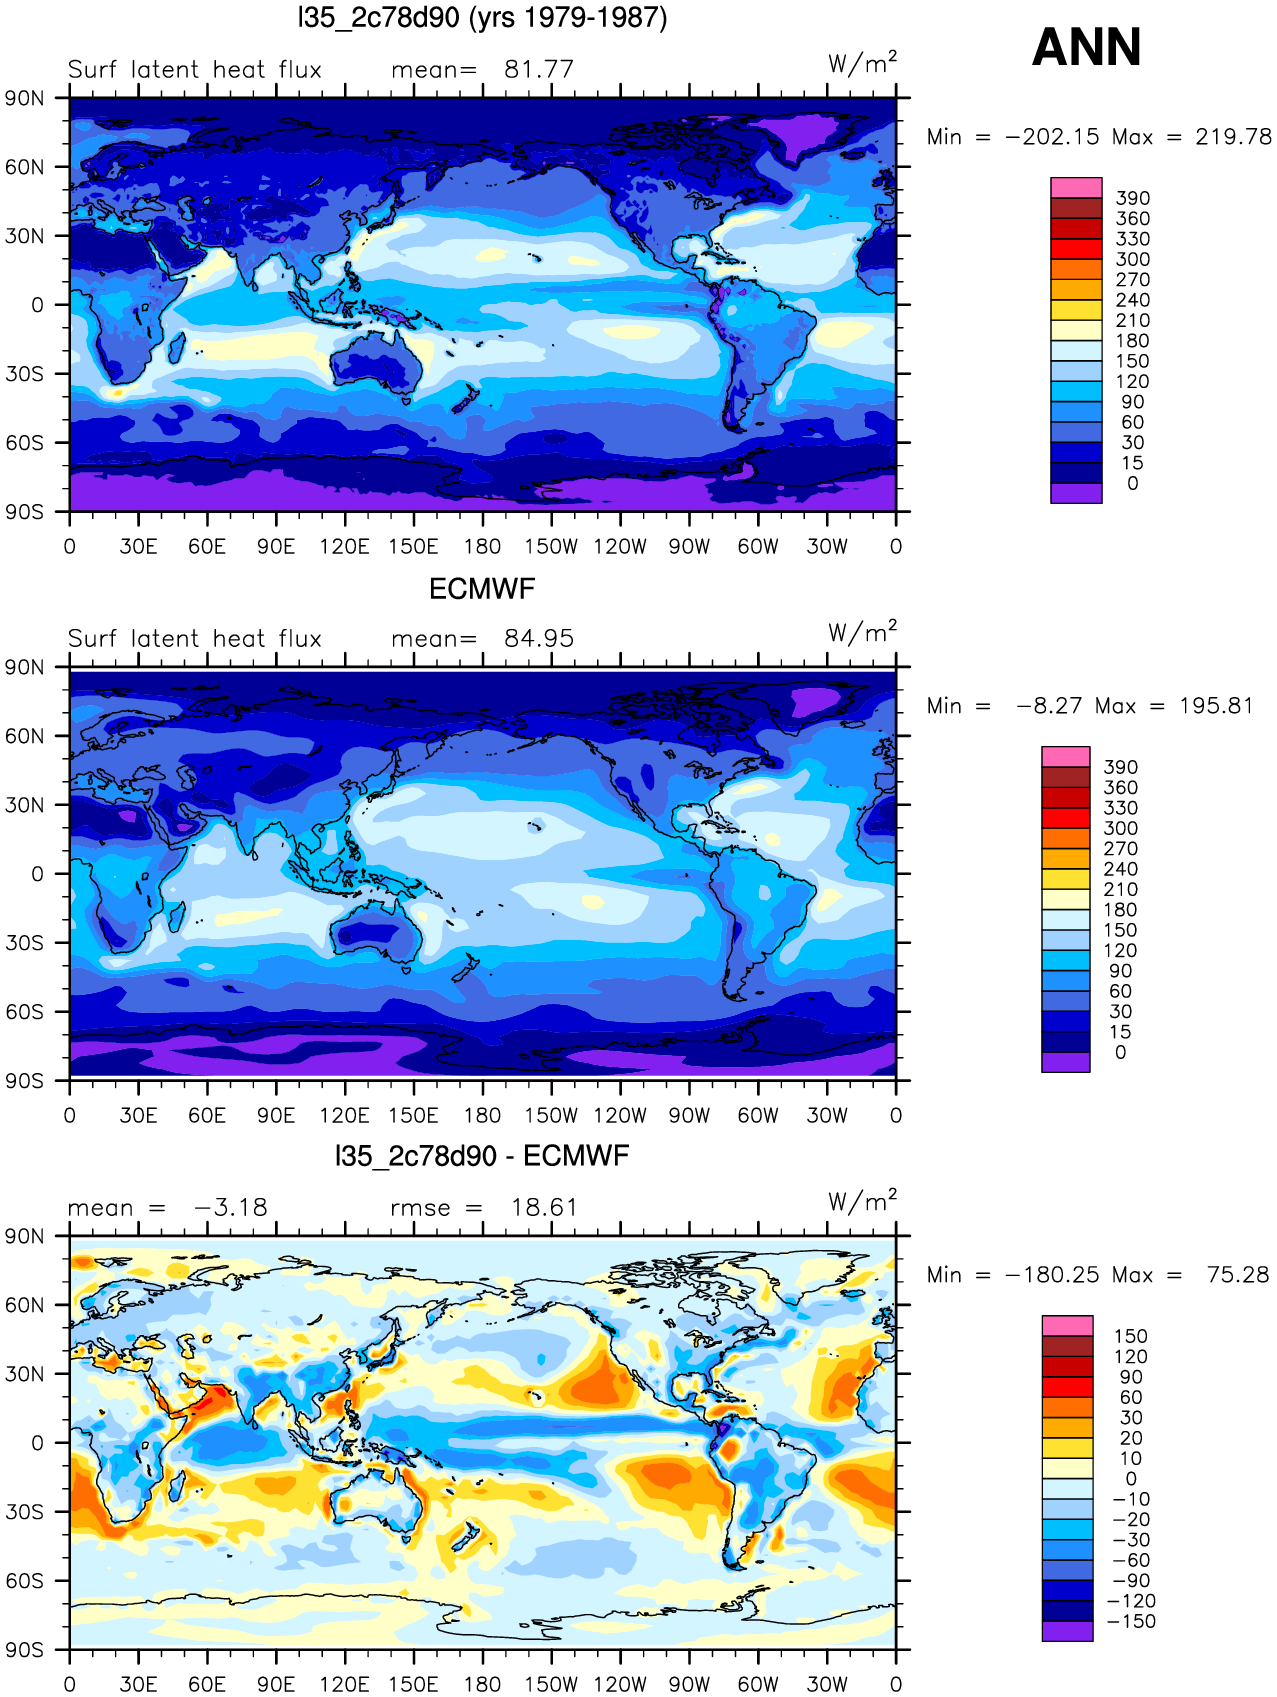 l35_2c78d90 (yrs 1979-1987)
ANN
Surf latent heat flux mean= 81.77 W/m²
Min = −202.15 Max = 219.78
90N
60N
30N
0
30S
60S
90S
0 30E 60E 90E 120E 150E 180 150W 120W 90W 60W 30W 0
390
360
330
300
270
240
210
180
150
120
90
60
30
15
0
ECMWF
Surf latent heat flux mean= 84.95 W/m²
Min = −8.27 Max = 195.81
90N
60N
30N
0
30S
60S
90S
0 30E 60E 90E 120E 150E 180 150W 120W 90W 60W 30W 0
390
360
330
300
270
240
210
180
150
120
90
60
30
15
0
l35_2c78d90 - ECMWF
mean = −3.18 rmse = 18.61 W/m²
Min = −180.25 Max = 75.28
90N
60N
30N
0
30S
60S
90S
0 30E 60E 90E 120E 150E 180 150W 120W 90W 60W 30W 0
150
120
90
60
30
20
10
0
−10
−20
−30
−60
−90
−120
−150